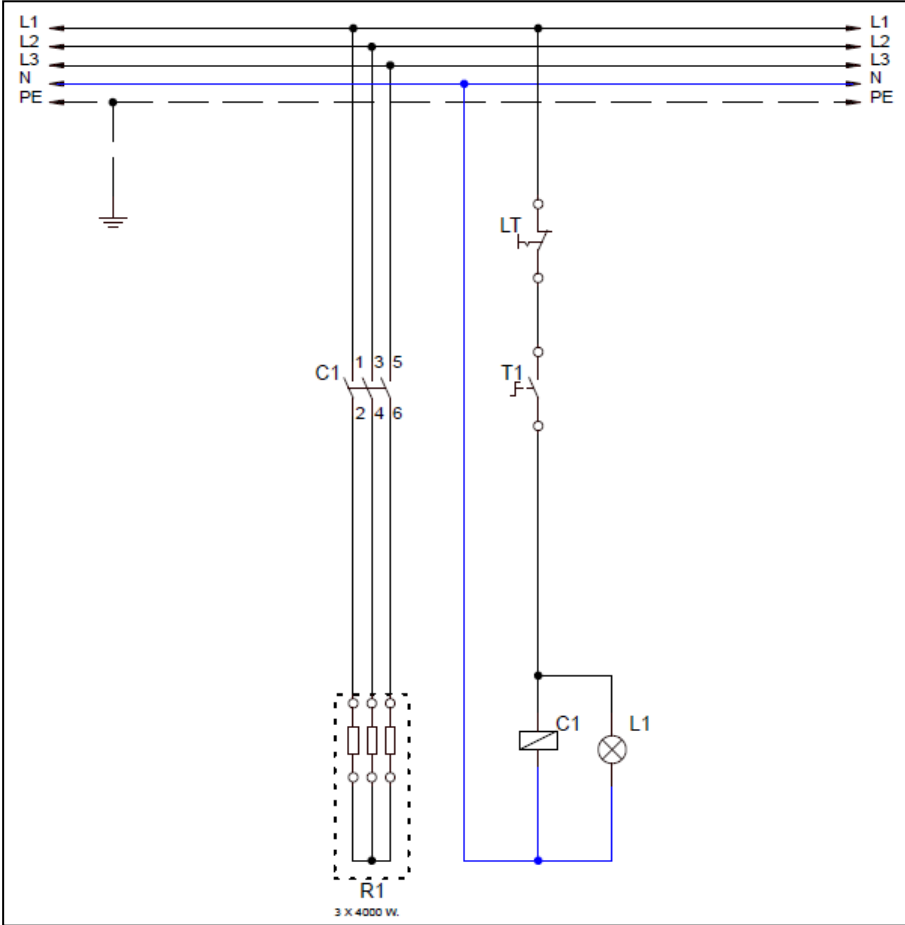 L1 L1
L2 L2
L3 L3
N N
PE PE
LT
C1 1 3 5
T1
2 4 6
C1 L1
R1
3 X 4000 W.